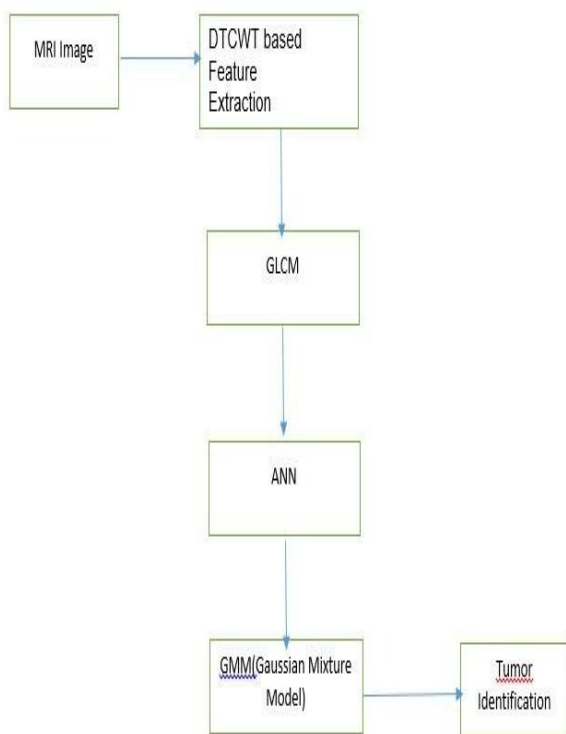 MRI Image
DTCWT based
Feature
Extraction
GLCM
ANN
GMM(Gaussian Mixture
Model)
Tumor
Identification